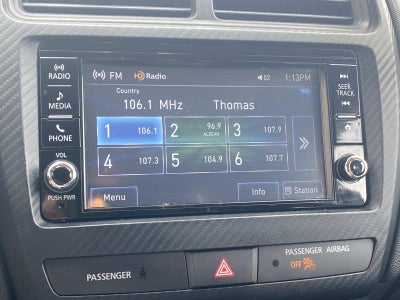 RADIO
MEDIA
PHONE
VOL
PUSH PWR
FM HD Radio 02 1:13PM
Country
106.1 MHz Thomas
1 106.1
2 96.9 ALDEAN
3 107.9
4 107.3
5 104.9
6 107.7
Menu Info Station
SEEK
TRACK
PASSENGER
PASSENGER AIRBAG
OFF